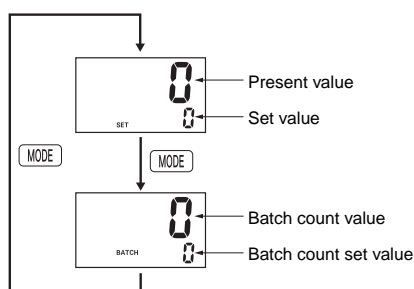 0
Present value
0
Set value
SET
MODE
MODE
0
Batch count value
0
Batch count set value
BATCH